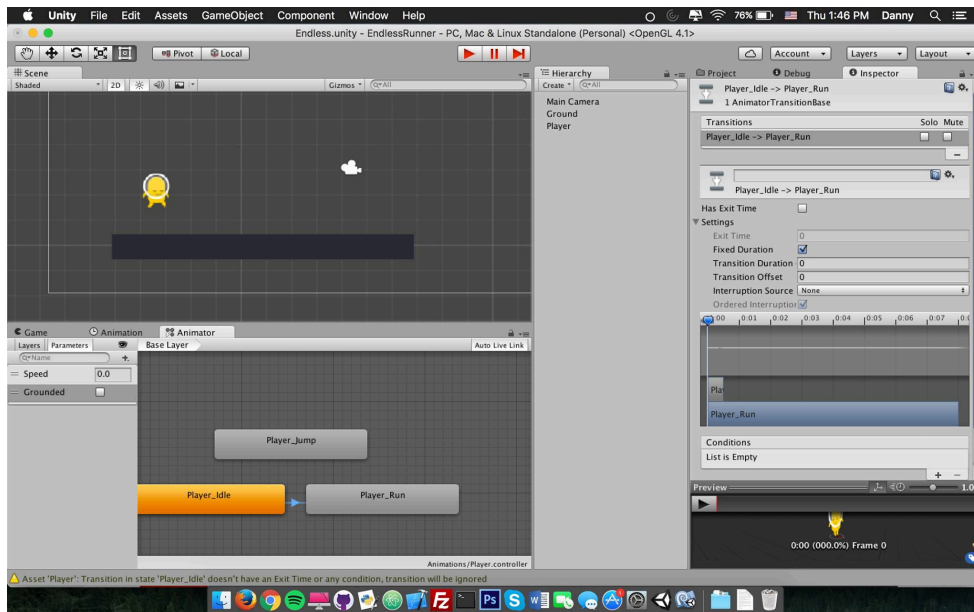 Unity File Edit Assets GameObject Component Window Help 76% Thu 1:46 PM Danny
Endless.unity - EndlessRunner - PC, Mac & Linux Standalone (Personal) <OpenGL 4.1>
Pivot Local Account Layers Layout
Scene
Shaded 2D Gizmos All
Hierarchy
Create All
Main Camera
Ground
Player
Game Animation Animator
Layers Parameters Base Layer Auto Live Link
Name
Speed 0.0
Grounded
Player_Jump
Player_Idle
Player_Run
Animations/Player.controller
Project Debug Inspector
Player_Idle -> Player_Run
1 AnimatorTransitionBase
Transitions Solo Mute
Player_Idle -> Player_Run
Player_Idle -> Player_Run
Has Exit Time
Settings
Exit Time 0
Fixed Duration
Transition Duration 0
Transition Offset 0
Interruption Source None
Ordered Interruption
0:00 0:01 0:02 0:03 0:04 0:05 0:06 0:07
Player_Run
Conditions
List is Empty
Preview 1.0
0:00 (000.0%) Frame 0
Asset 'Player': Transition in state 'Player_Idle' doesn't have an Exit Time or any condition, transition will be ignored